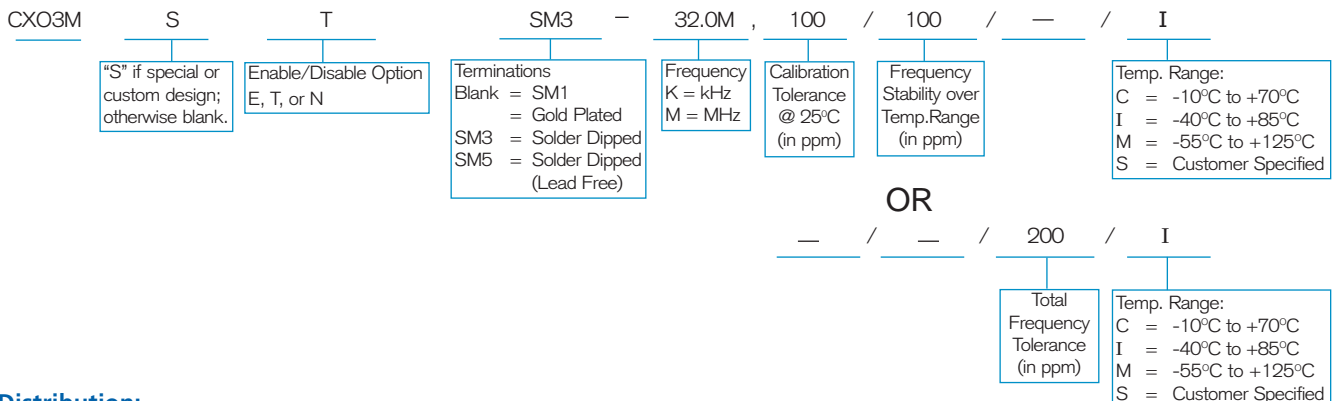 CXO3M S T SM3 – 32.0M , 100 / 100 / — / I
"S" if special or
custom design;
otherwise blank.
Enable/Disable Option
E, T, or N
Terminations
Blank = SM1
= Gold Plated
SM3 = Solder Dipped
SM5 = Solder Dipped
(Lead Free)
Frequency
K = kHz
M = MHz
Calibration
Tolerance
@ 25°C
(in ppm)
Frequency
Stability over
Temp.Range
(in ppm)
Temp. Range:
C = -10°C to +70°C
I = -40°C to +85°C
M = -55°C to +125°C
S = Customer Specified
OR
— / — / 200 / I
Total
Frequency
Tolerance
(in ppm)
Temp. Range:
C = -10°C to +70°C
I = -40°C to +85°C
M = -55°C to +125°C
S = Customer Specified
Distribution: